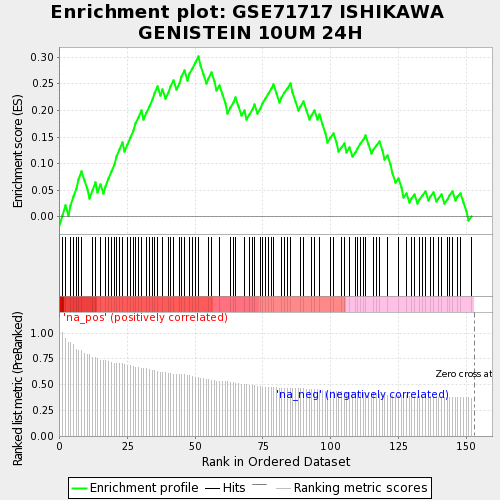 Enrichment plot: GSE71717 ISHIKAWA
GENISTEIN 10UM 24H
Enrichment score (ES)
0.30
0.25
0.20
0.15
0.10
0.05
0.00
'na_pos' (positively correlated)
Ranked list metric (PreRanked)
1.00
0.75
0.50
0.25
0.00
Zero cross at
'na_neg' (negatively correlated)
0 25 50 75 100 125 150
Rank in Ordered Dataset
Enrichment profile Hits Ranking metric scores